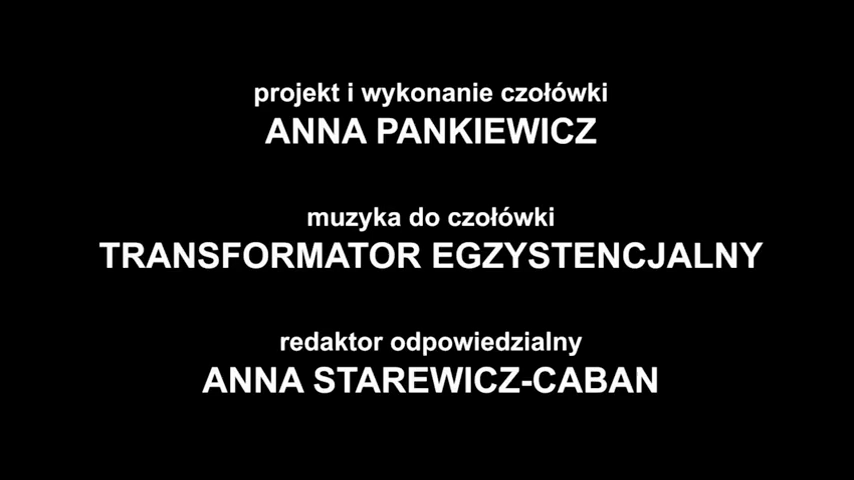 projekt i wykonanie czołówki
ANNA PANKIEWICZ
muzyka do czołówki
TRANSFORMATOR EGZYSTENCJALNY
redaktor odpowiedzialny
ANNA STAREWICZ-CABAN